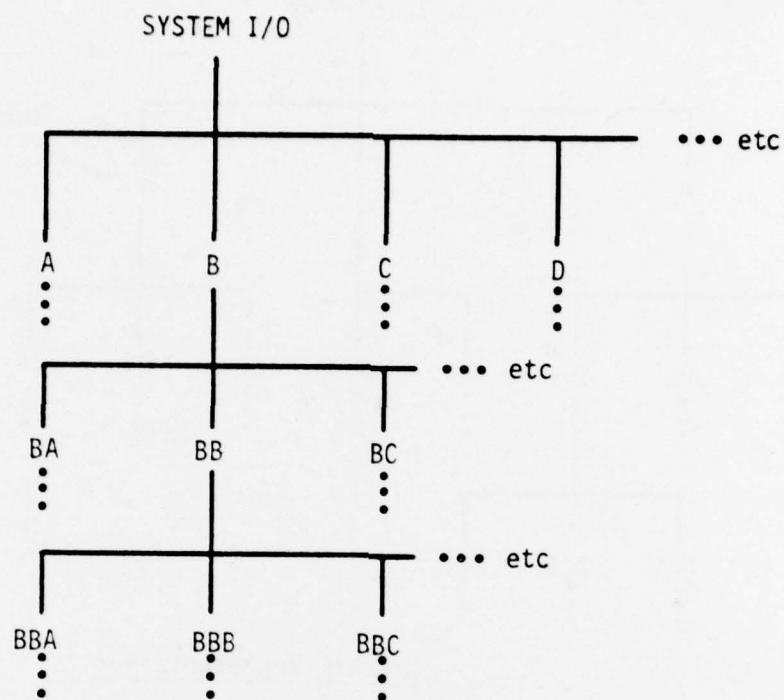 SYSTEM I/O
••• etc
A B C D
••• etc
BA BB BC
••• etc
BBA BBB BBC